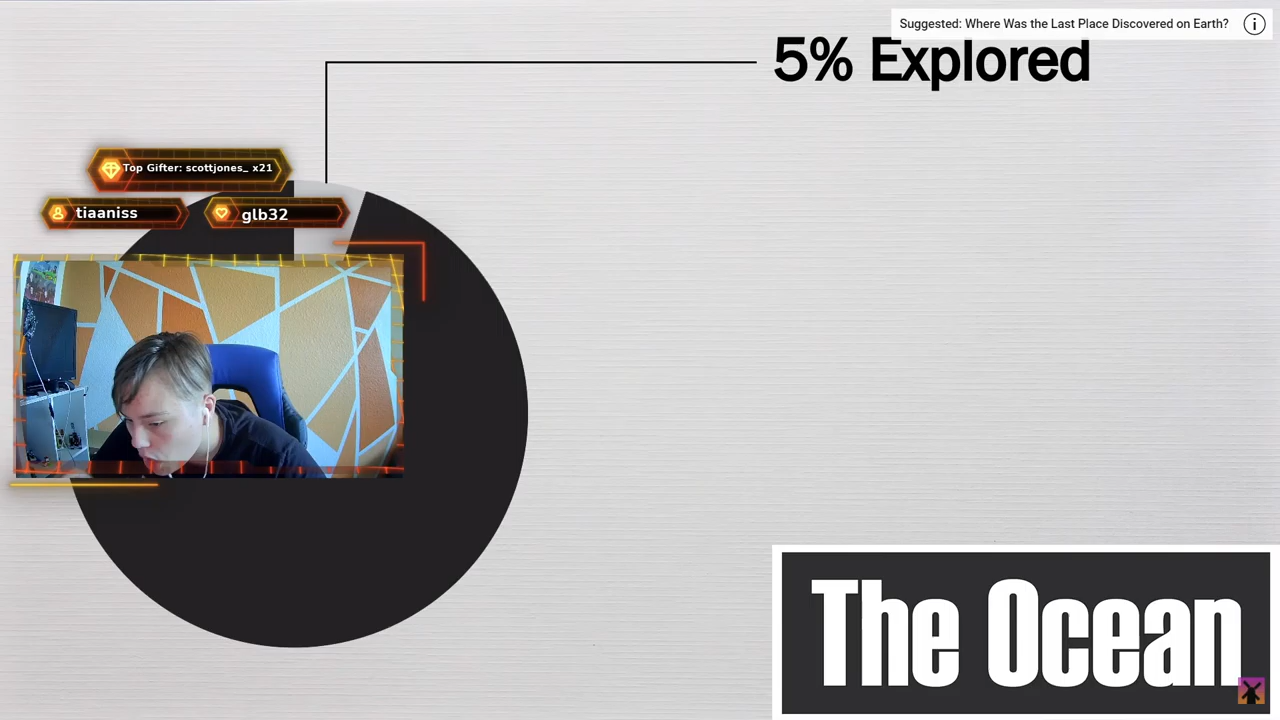 Suggested: Where Was the Last Place Discovered on Earth?
5% Explored
Top Gifter: scottjones_ x21
tiaaniss
glb32
The Ocean